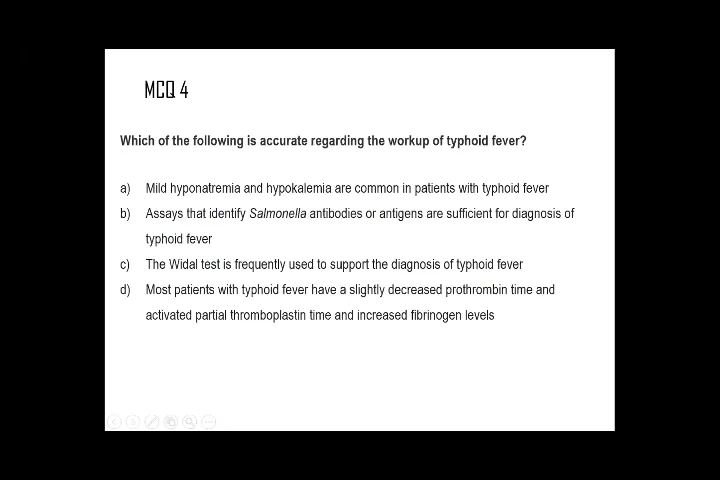 MCQ 4
Which of the following is accurate regarding the workup of typhoid fever?
a) Mild hyponatremia and hypokalemia are common in patients with typhoid fever
b) Assays that identify Salmonella antibodies or antigens are sufficient for diagnosis of
typhoid fever
c) The Widal test is frequently used to support the diagnosis of typhoid fever
d) Most patients with typhoid fever have a slightly decreased prothrombin time and
activated partial thromboplastin time and increased fibrinogen levels